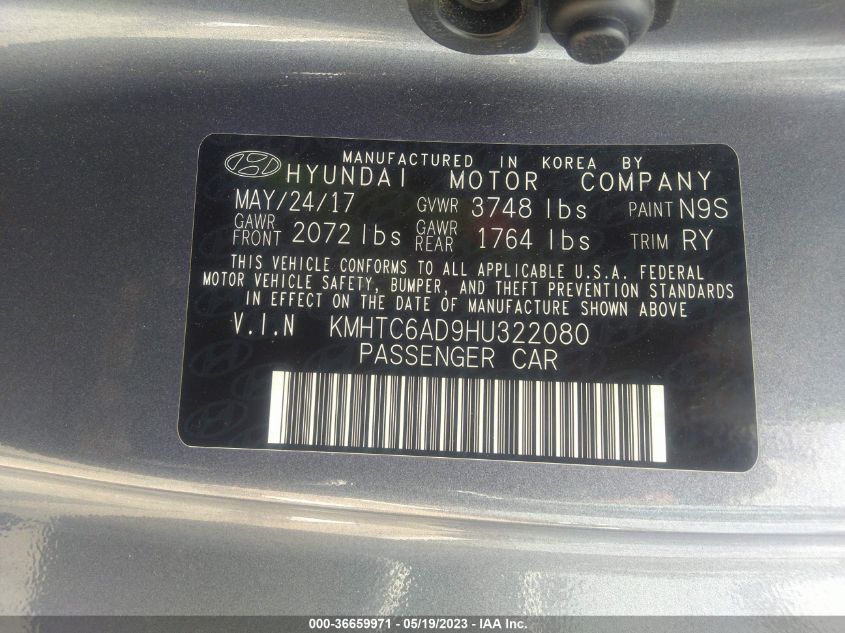 MANUFACTURED IN KOREA BY
HYUNDAI MOTOR COMPANY
MAY/24/17 GVWR 3748 lbs PAINT N9S
GAWR FRONT 2072 lbs GAWR REAR 1764 lbs TRIM RY
THIS VEHICLE CONFORMS TO ALL APPLICABLE U.S.A. FEDERAL
MOTOR VEHICLE SAFETY, BUMPER, AND THEFT PREVENTION STANDARDS
IN EFFECT ON THE DATE OF MANUFACTURE SHOWN ABOVE
V.I.N KMHTC6AD9HU322080
PASSENGER CAR
000-36659971 - 05/19/2023 - IAA Inc.